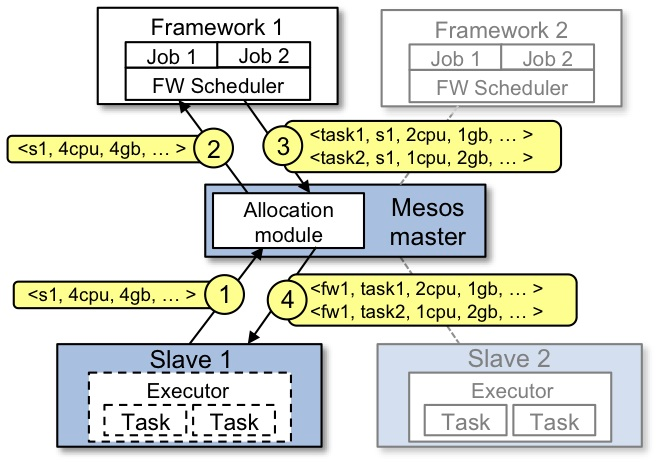 Framework 1
Job 1 Job 2
FW Scheduler
Framework 2
Job 1 Job 2
FW Scheduler
<s1, 4cpu, 4gb, … >
2
3
<task1, s1, 2cpu, 1gb, … >
<task2, s1, 1cpu, 2gb, … >
Allocation
module
Mesos
master
<s1, 4cpu, 4gb, … >
1
4
<fw1, task1, 2cpu, 1gb, … >
<fw1, task2, 1cpu, 2gb, … >
Slave 1
Executor
Task Task
Slave 2
Executor
Task Task